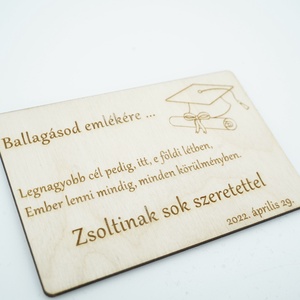 Ballagásod emlékére ...
Legnagyobb cél pedig, itt, e földi létben,
Ember lenni mindig, minden körülményben.
Zsoltinak sok szeretettel
2022. április 29.